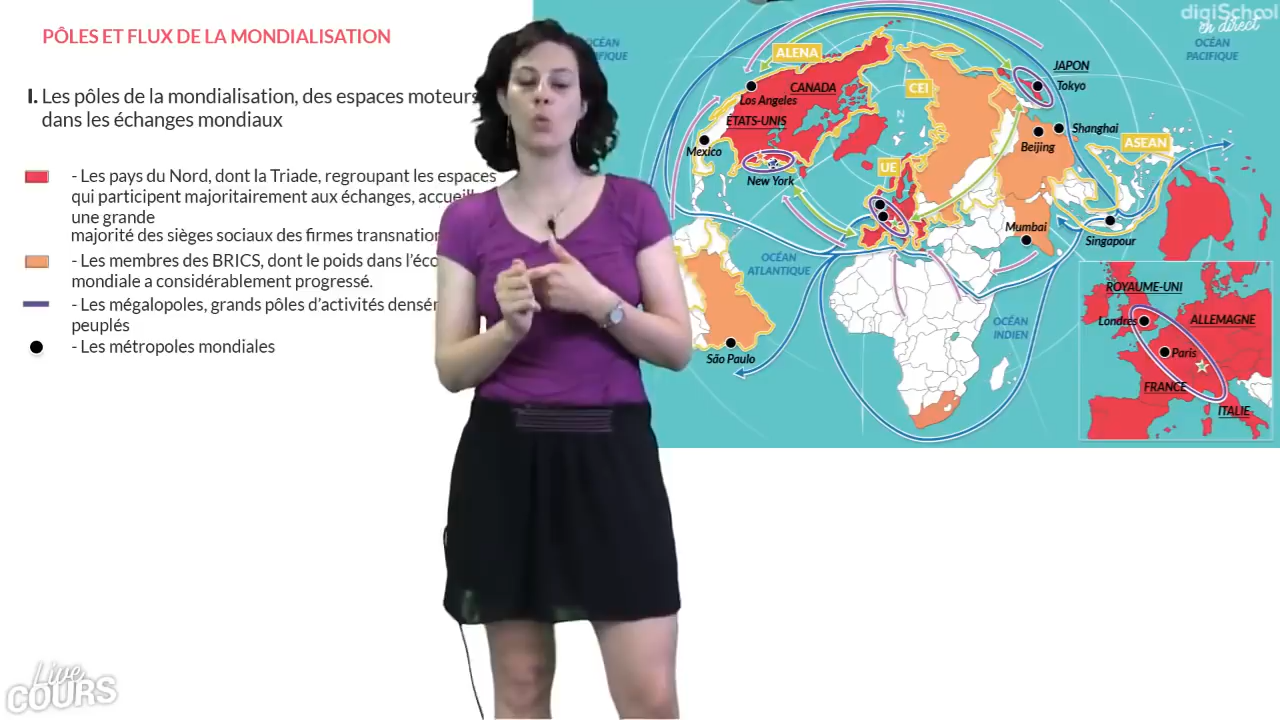 PÔLES ET FLUX DE LA MONDIALISATION
I. Les pôles de la mondialisation, des espaces moteurs
dans les échanges mondiaux
- Les pays du Nord, dont la Triade, regroupant les espaces
qui participent majoritairement aux échanges, accueill
une grande
majorité des sièges sociaux des firmes transnation
- Les membres des BRICS, dont le poids dans l'éco
mondiale a considérablement progressé.
- Les mégalopoles, grands pôles d'activités densé
peuplés
- Les métropoles mondiales
Live
COURS
digiSchool
en direct
OCÉAN
IFIQUE
OCÉAN
PACIFIQUE
ALENA
CANADA
Los Angeles
ETATS-UNIS
Mexico
New York
CEI
N
JAPON
Tokyo
Shanghai
Beijing
ASEAN
UE
Mumbai
Singapour
OCÉAN
ATLANTIQUE
OCÉAN
INDIEN
São Paulo
ROYAUME-UNI
Londres
ALLEMAGNE
Paris
FRANCE
ITALIE